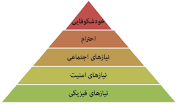 خودشکوفایی
احترام
نیازهای اجتماعی
نیازهای امنیت
نیازهای فیزیکی